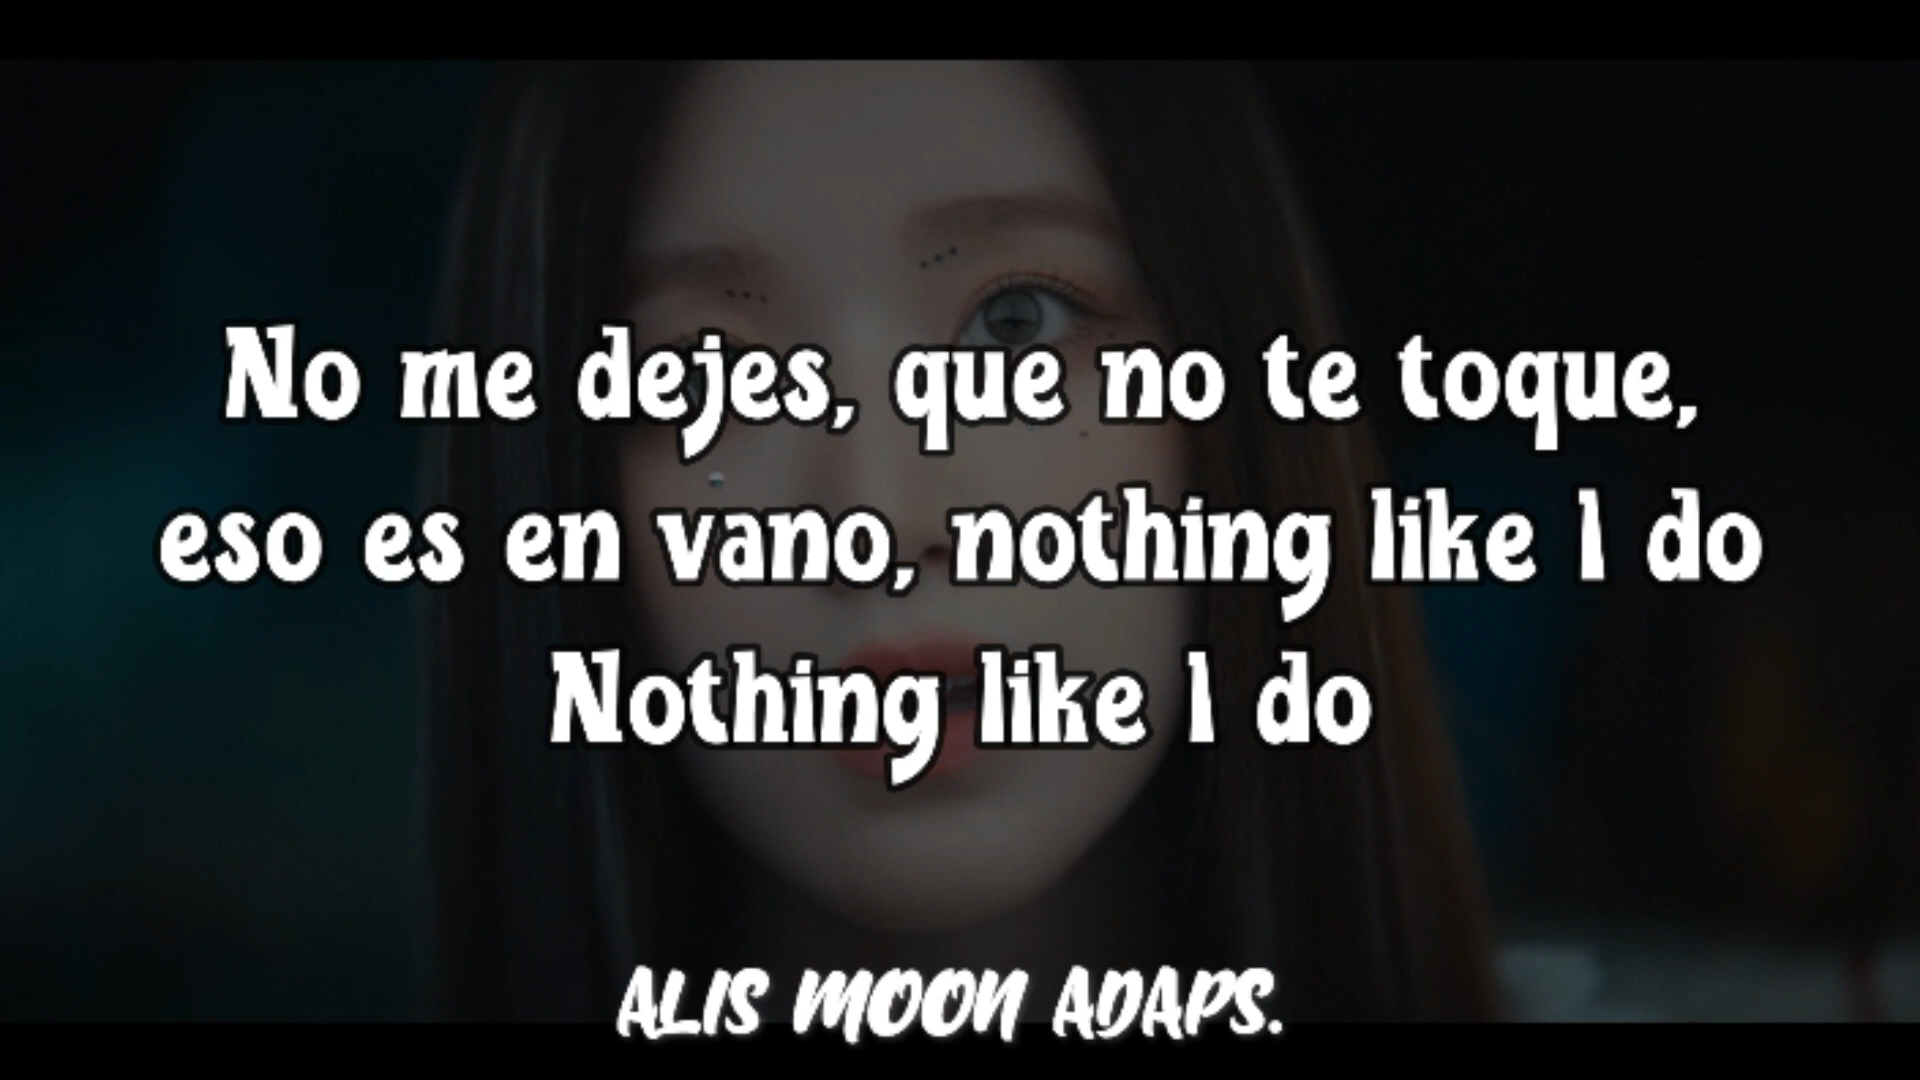 No me dejes, que no te toque,
eso es en vano, nothing like I do
Nothing like I do
ALIS MOON ADAPS.